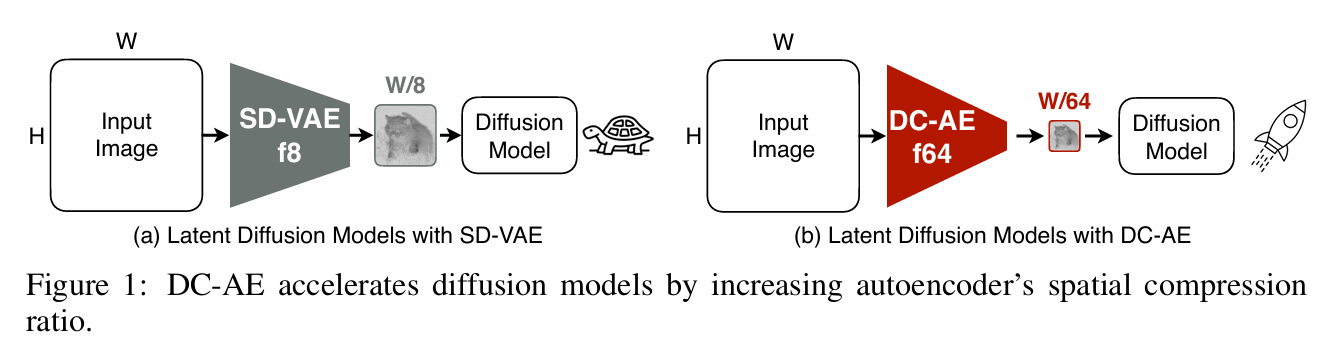 W
H
Input
Image
SD-VAE
f8
W/8
Diffusion
Model
(a) Latent Diffusion Models with SD-VAE
W
H
Input
Image
DC-AE
f64
W/64
Diffusion
Model
(b) Latent Diffusion Models with DC-AE
Figure 1: DC-AE accelerates diffusion models by increasing autoencoder's spatial compression
ratio.